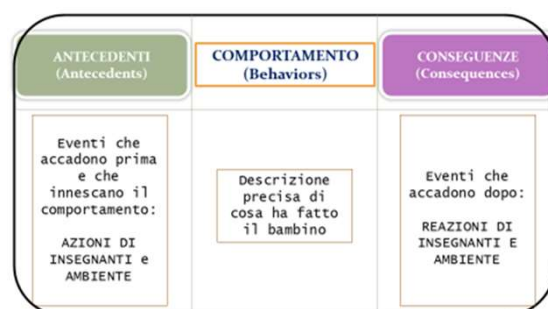 ANTECEDENTI
(Antecedents)
COMPORTAMENTO
(Behaviors)
CONSEGUENZE
(Consequences)
Eventi che
accadono prima
e che
innescano il
comportamento:
AZIONI DI
INSEGNANTI e
AMBIENTE
Descrizione
precisa di
cosa ha fatto
il bambino
Eventi che
accadono dopo:
REAZIONI DI
INSEGNANTI E
AMBIENTE